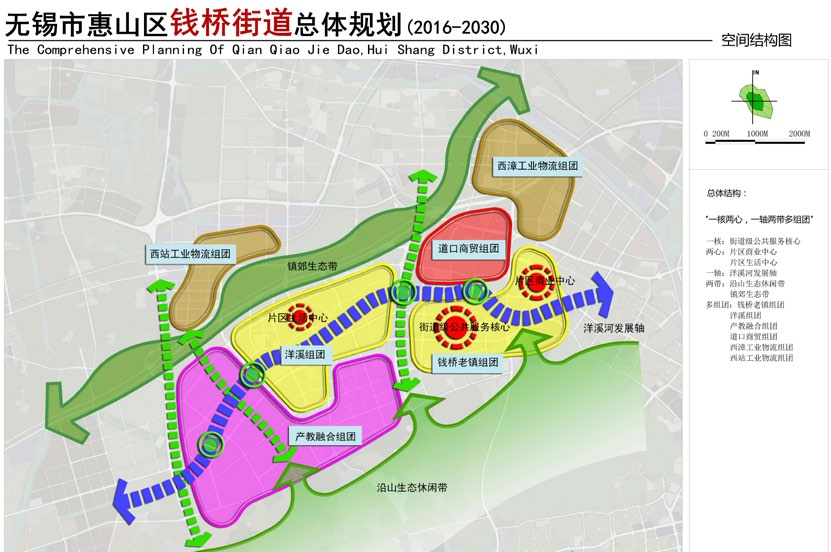 无锡市惠山区钱桥街道总体规划(2016-2030)
The Comprehensive Planning Of Qian Qiao Jie Dao,Hui Shang District,Wuxi
空间结构图
N
0 200M 1000M 2000M
总体结构：
"一核两心，一轴两带多组团"
一核：街道级公共服务核心
两心：片区商业中心
片区生活中心
一轴：洋溪河发展轴
两带：沿山生态休闲带
镇郊生态带
多组团：钱桥老镇组团
洋溪组团
产教融合组团
道口商贸组团
西漳工业物流组团
西站工业物流组团
西漳工业物流组团
道口商贸组团
西站工业物流组团
镇郊生态带
片区商业中心
片区生活中心
街道级公共服务核心
洋溪河发展轴
洋溪组团
钱桥老镇组团
产教融合组团
沿山生态休闲带